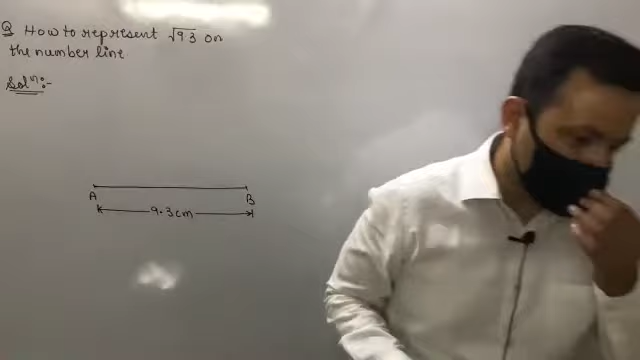 Q How to represent √9.3 on
the number line
Solⁿ:-
A B
9.3cm